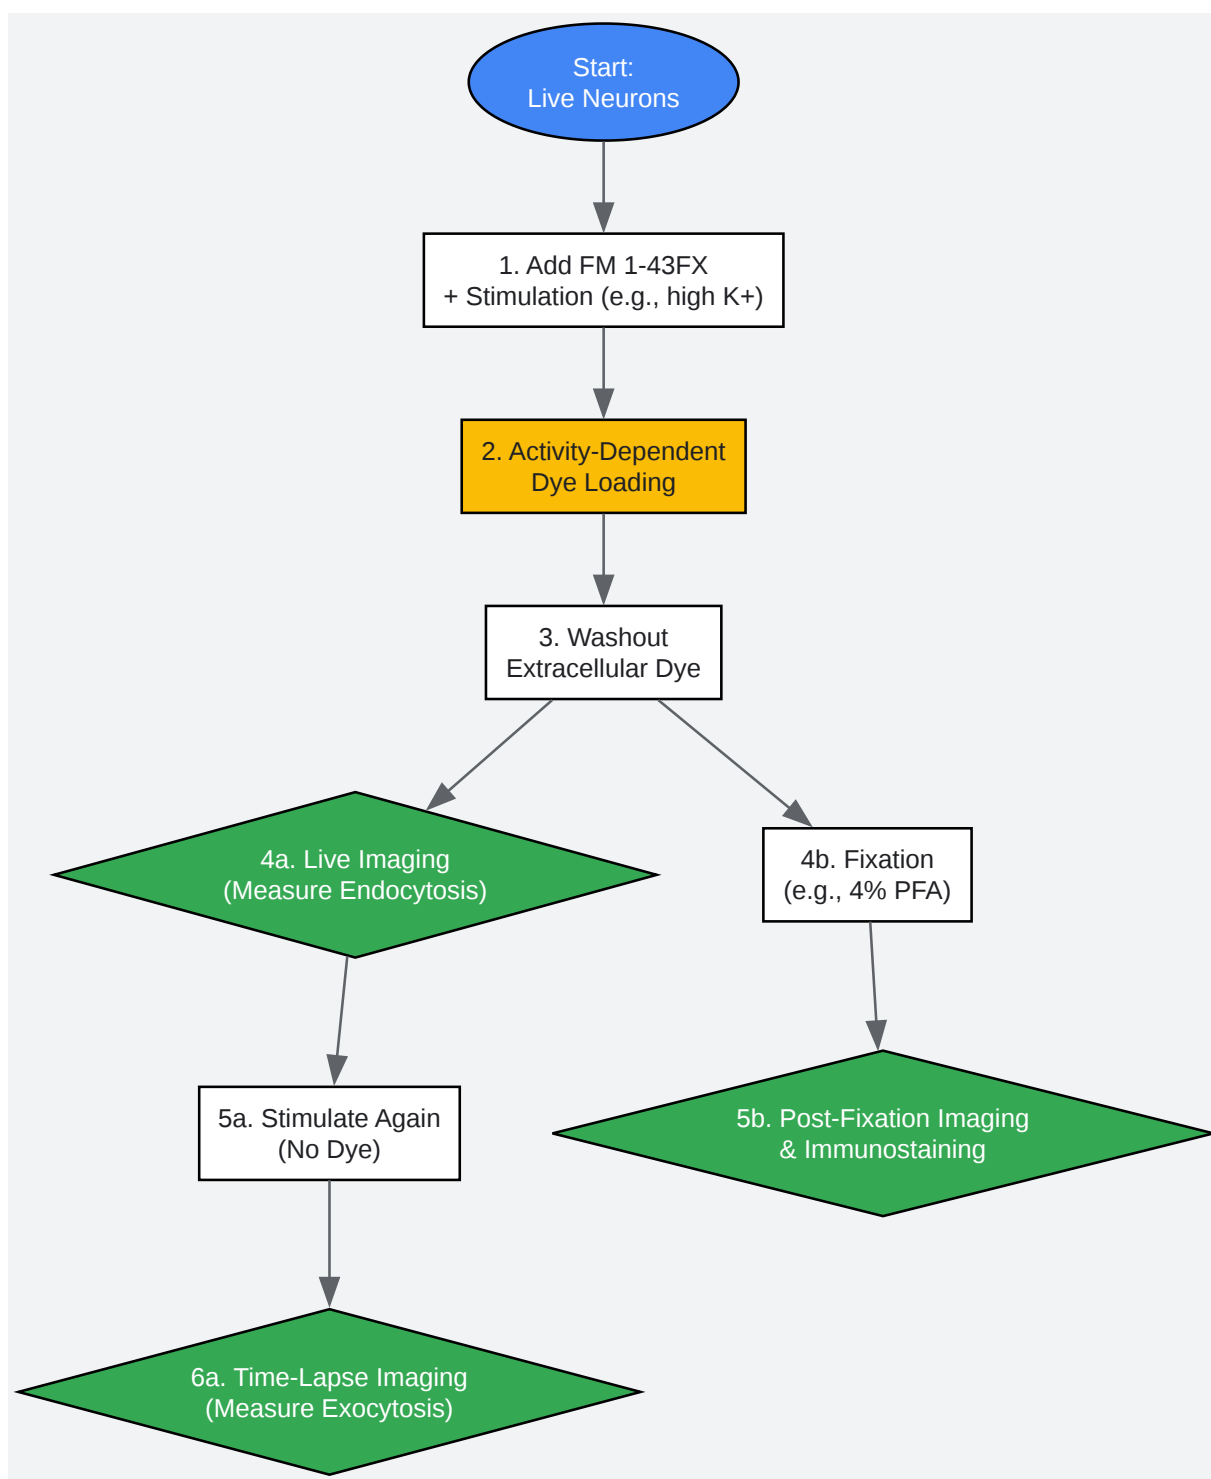 Start:
Live Neurons
1. Add FM 1-43FX
+ Stimulation (e.g., high K+)
2. Activity-Dependent
Dye Loading
3. Washout
Extracellular Dye
4a. Live Imaging
(Measure Endocytosis)
4b. Fixation
(e.g., 4% PFA)
5a. Stimulate Again
(No Dye)
5b. Post-Fixation Imaging
& Immunostaining
6a. Time-Lapse Imaging
(Measure Exocytosis)